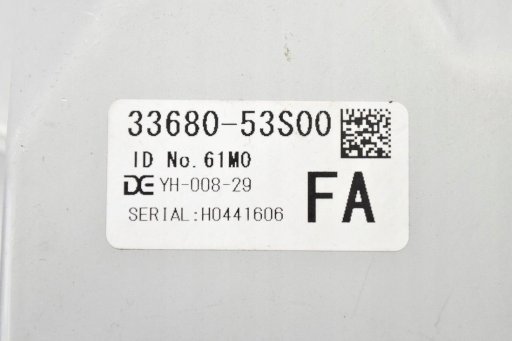 33680-53S00
ID No. 61M0
DE YH-008-29
FA
SERIAL:H0441606